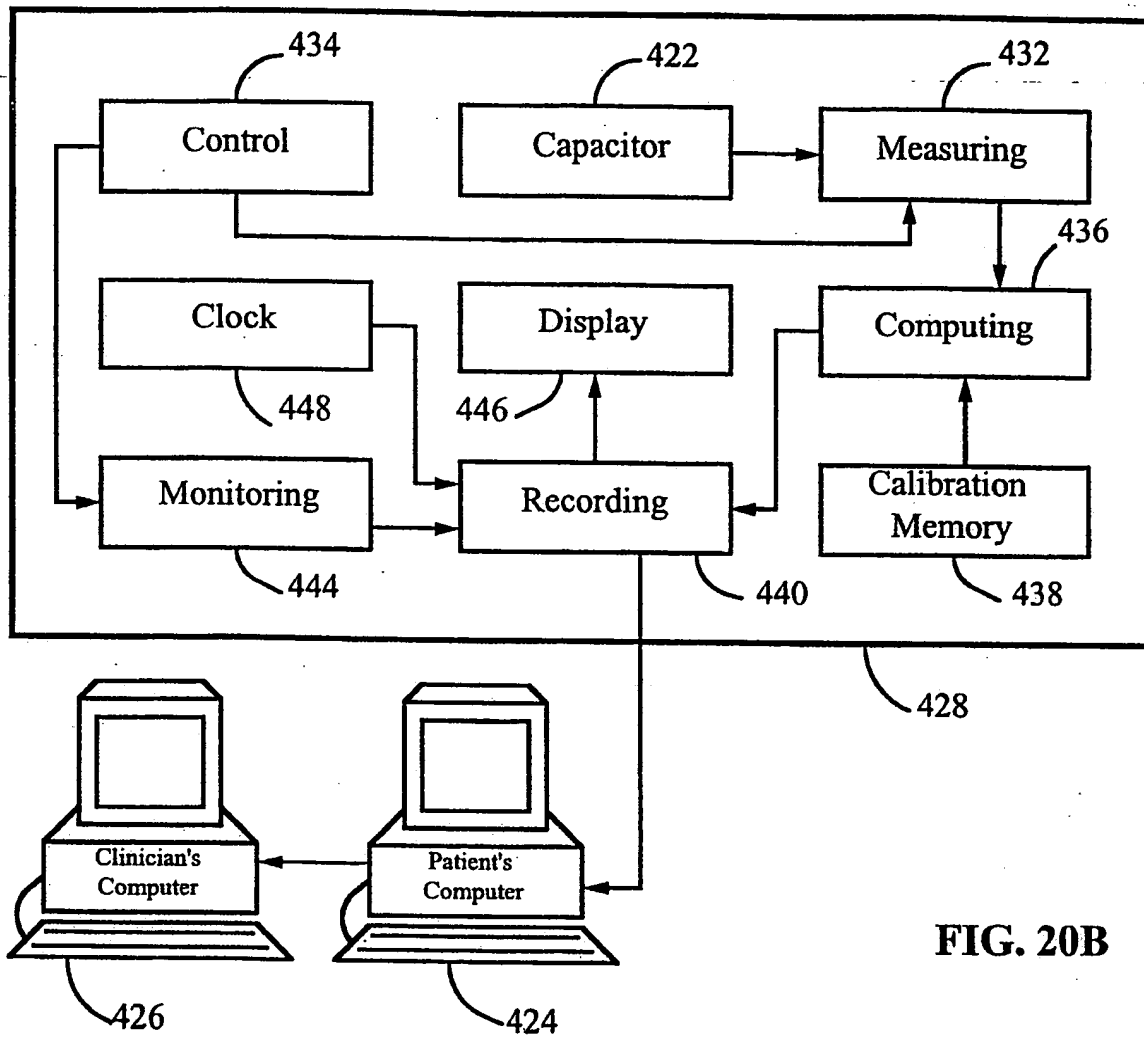 434
422
432
Control
Capacitor
Measuring
436
Clock
Display
Computing
448
446
Monitoring
Recording
Calibration
Memory
444
440
438
428
Clinician's
Computer
Patient's
Computer
FIG. 20B
426
424